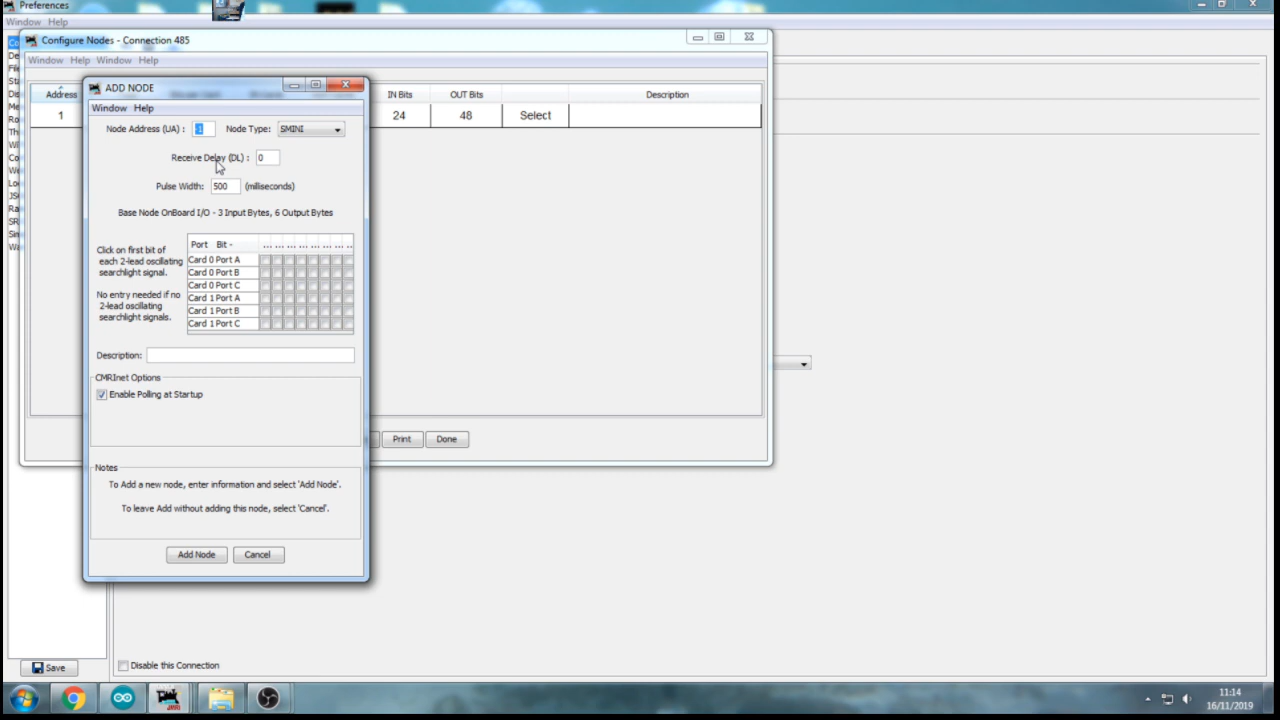 Preferences
Window Help
Configure Nodes - Connection 485
Window Help Window Help
Address IN Bits OUT Bits Description
1 24 48 Select
ADD NODE
Window Help
Node Address (UA) : Node Type: SMINI
Receive Delay (DL) : 0
Pulse Width: 500 (milliseconds)
Base Node OnBoard I/O - 3 Input Bytes, 6 Output Bytes
Click on first bit of
each 2-lead oscillating
searchlight signal.
No entry needed if no
2-lead oscillating
searchlight signals.
Port Bit - ... ... ... ... ... ... ... ..
Card 0 Port A
Card 0 Port B
Card 0 Port C
Card 1 Port A
Card 1 Port B
Card 1 Port C
Description:
CMRInet Options
Enable Polling at Startup
Notes
To Add a new node, enter information and select 'Add Node'.
To leave Add without adding this node, select 'Cancel'.
Add Node Cancel
Print Done
Disable this Connection
Save
JMRI
11:14
16/11/2019